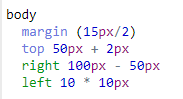 body
  margin (15px/2)
  top 50px + 2px
  right 100px - 50px
  left 10 * 10px